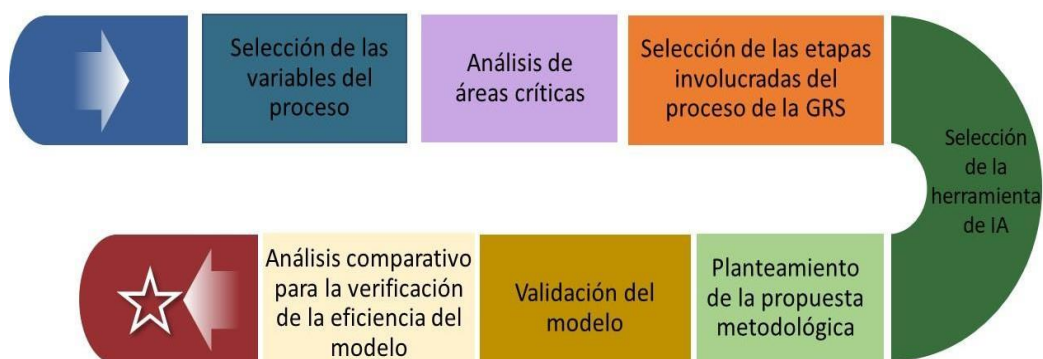 Selección de las
variables del
proceso
Análisis de
áreas críticas
Selección de las etapas
involucradas del
proceso de la GRS
Selección
de la
herramienta
de IA
Planteamiento
de la propuesta
metodológica
Validación del
modelo
Análisis comparativo
para la verificación
de la eficiencia del
modelo